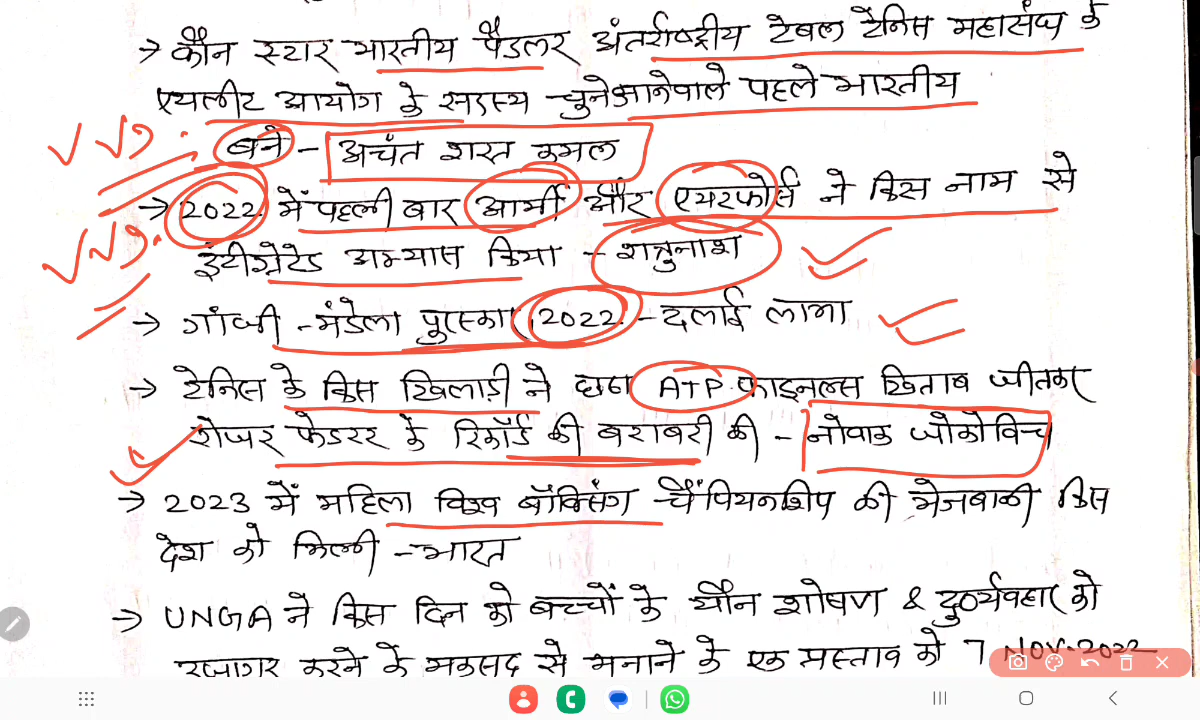 → कौन स्टार भारतीय पैडलर अंतर्राष्ट्रीय टेबल टेनिस महासंघ के
एथलीट आयोग के सदस्य चुने जानेवाले पहले भारतीय
बने – अचंत शरत कमल
→ 2022 में पहली बार आर्मी और एयरफोर्स ने किस नाम से
इंटीग्रेटेड अभ्यास किया – शत्रुनाश
→ गांधी – मंडेला पुरस्कार 2022 – दलाई लामा
→ टेनिस के किस खिलाड़ी ने छठा ATP फाइनल्स खिताब जीतकर
रोजर फेडरर के रिकॉर्ड की बराबरी की – नोवाक जोकोविच
→ 2023 में महिला विश्व बॉक्सिंग चैंपियनशिप की मेजबानी किस
देश को मिली – भारत
→ UNGA ने किस दिन को बच्चों के यौन शोषण & दुर्व्यवहार को
उजागर करने के मकसद से मनाने के एक प्रस्ताव को 7 NOV. 2022